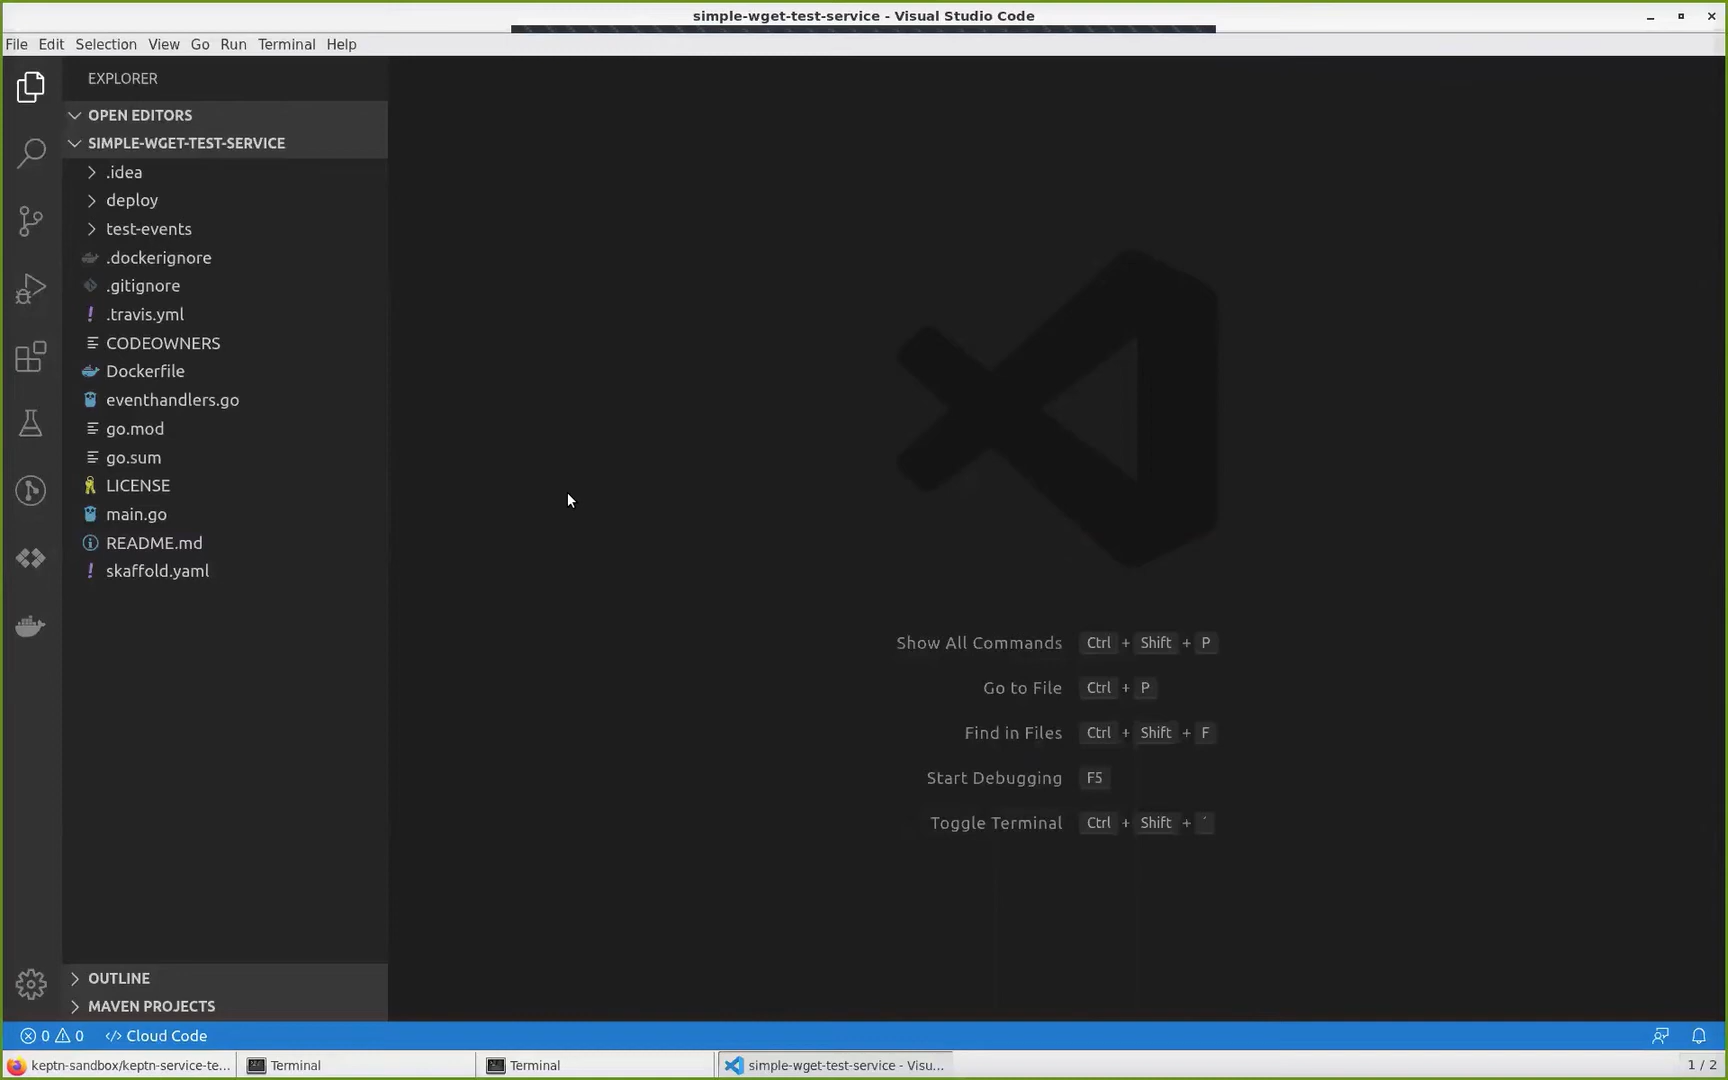 simple-wget-test-service - Visual Studio Code
File Edit Selection View Go Run Terminal Help
EXPLORER
OPEN EDITORS
SIMPLE-WGET-TEST-SERVICE
.idea
deploy
test-events
.dockerignore
.gitignore
.travis.yml
CODEOWNERS
Dockerfile
eventhandlers.go
go.mod
go.sum
LICENSE
main.go
README.md
skaffold.yaml
Show All Commands Ctrl + Shift + P
Go to File Ctrl + P
Find in Files Ctrl + Shift + F
Start Debugging F5
Toggle Terminal Ctrl + Shift + ´
OUTLINE
MAVEN PROJECTS
0 0 Cloud Code
keptn-sandbox/keptn-service-te... Terminal Terminal simple-wget-test-service - Visu... 1 / 2